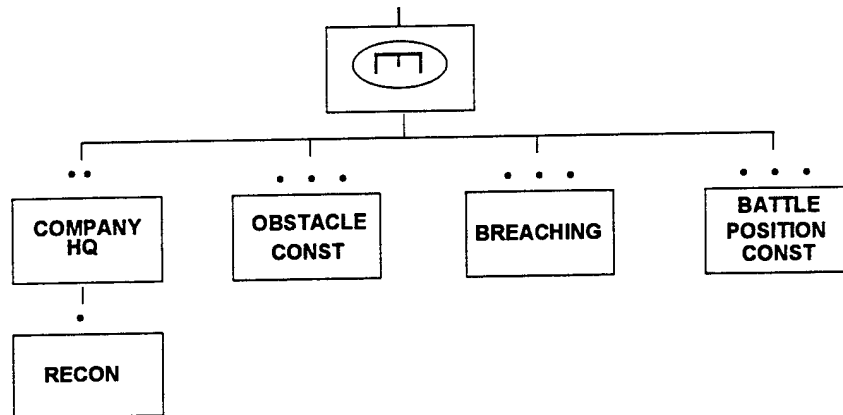 COMPANY
HQ
OBSTACLE
CONST
BREACHING
BATTLE
POSITION
CONST
RECON